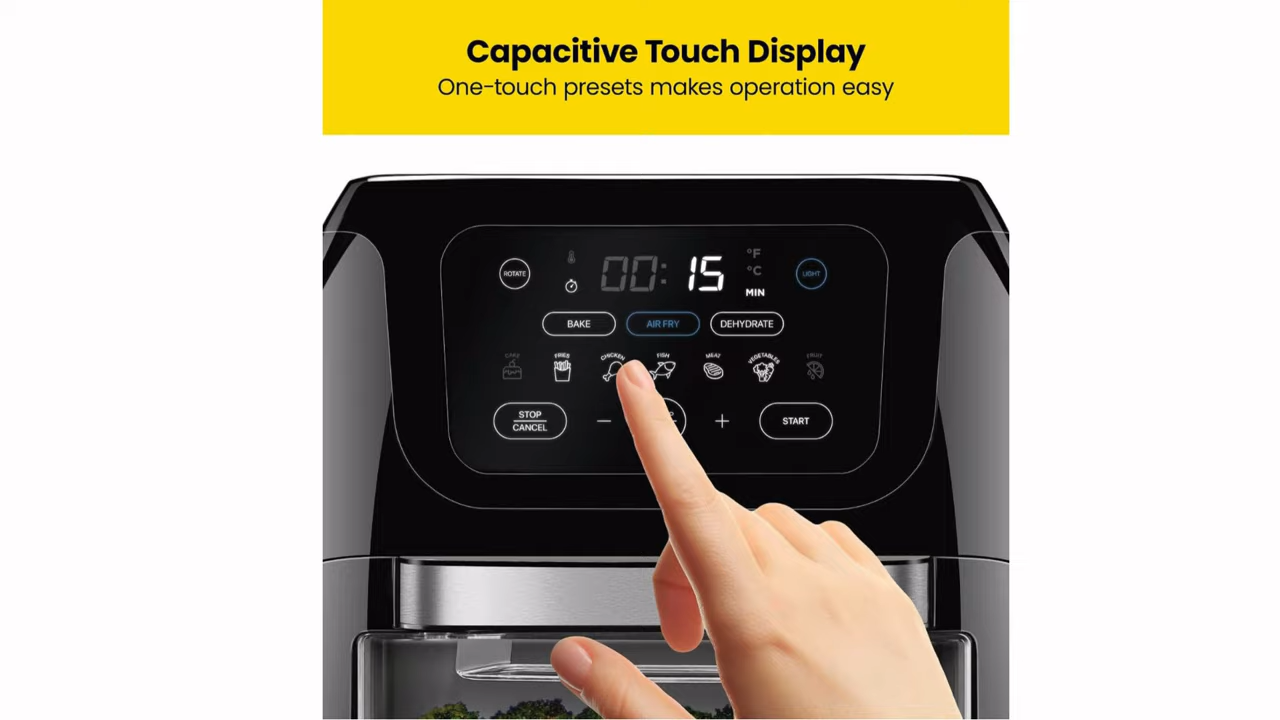 Capacitive Touch Display
One-touch presets makes operation easy
ROTATE
00:15
°F
°C
MIN
LIGHT
BAKE
AIR FRY
DEHYDRATE
CAKE
FRIES
CHICKEN
FISH
MEAT
VEGETABLES
FRUIT
STOP
CANCEL
−
+
START